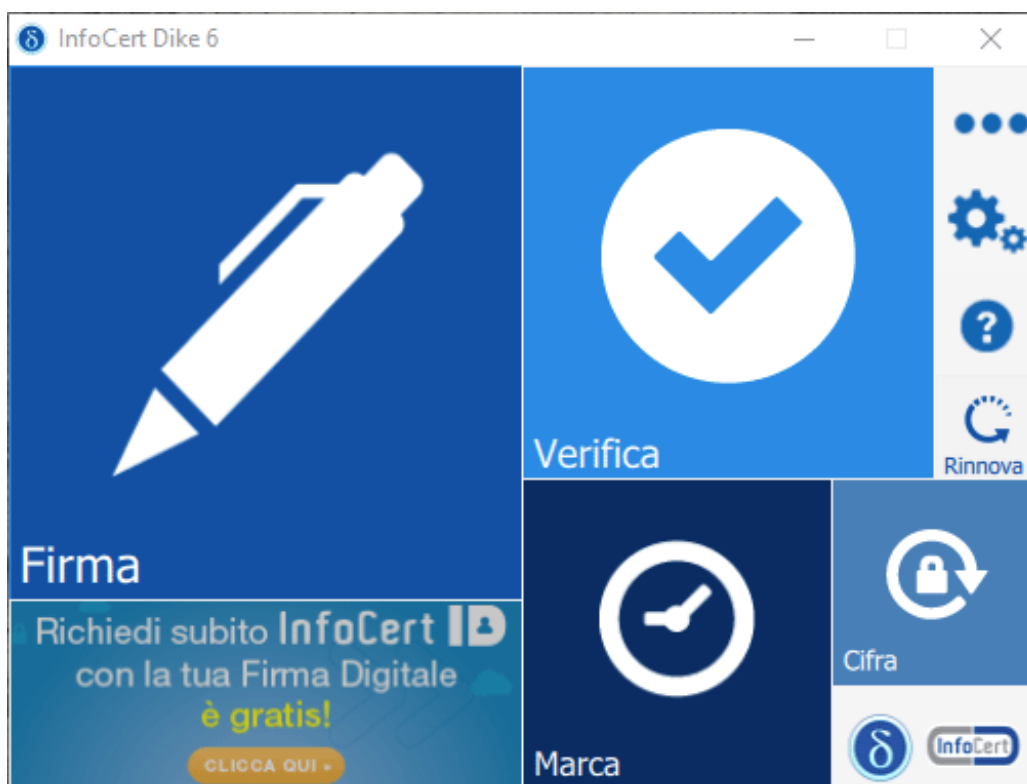 InfoCert Dike 6
Firma
Verifica
Rinnova
Richiedi subito InfoCert ID
con la tua Firma Digitale
è gratis!
CLICCA QUI
Marca
Cifra
δ InfoCert